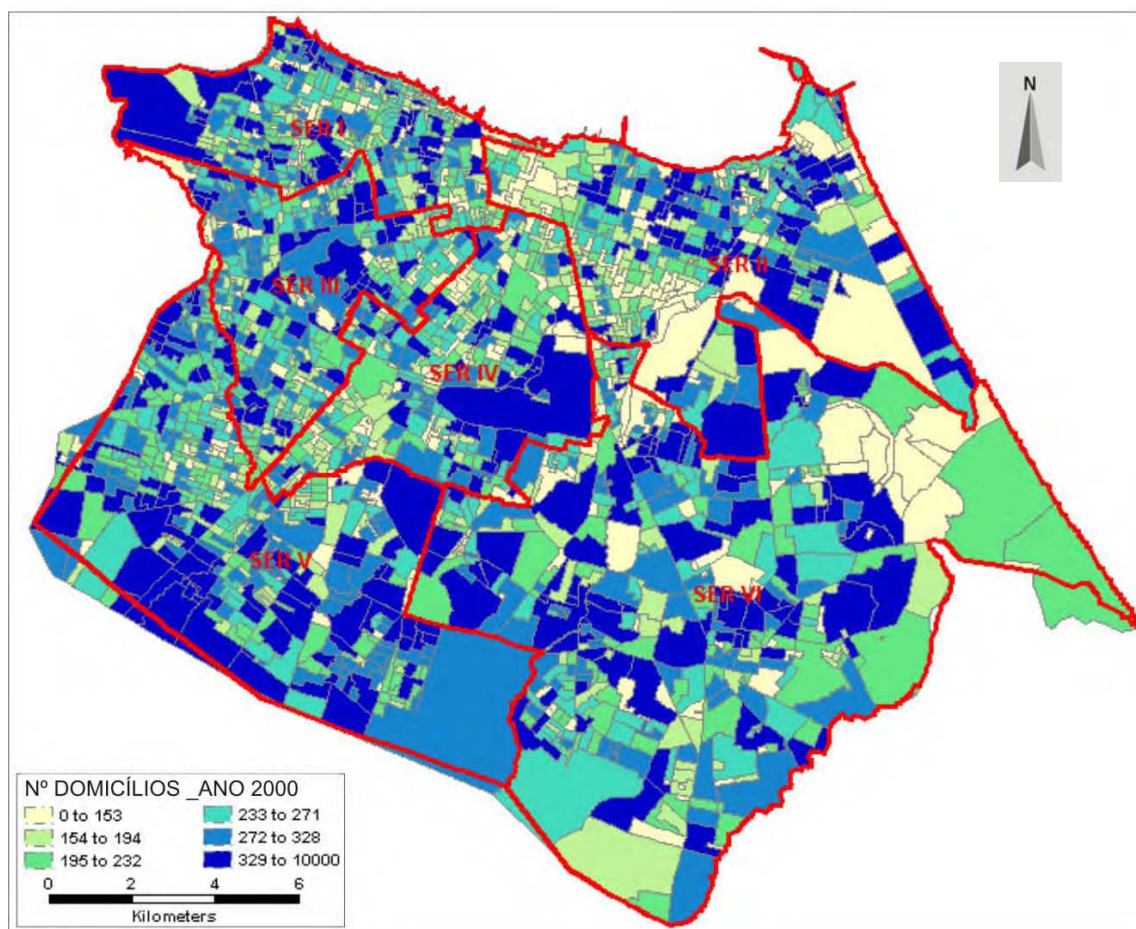 N
SER I
SER II
SER III
SER IV
SER V
SER VI
Nº DOMICÍLIOS _ANO 2000
0 to 153
154 to 194
195 to 232
233 to 271
272 to 328
329 to 10000
0 2 4 6
Kilometers